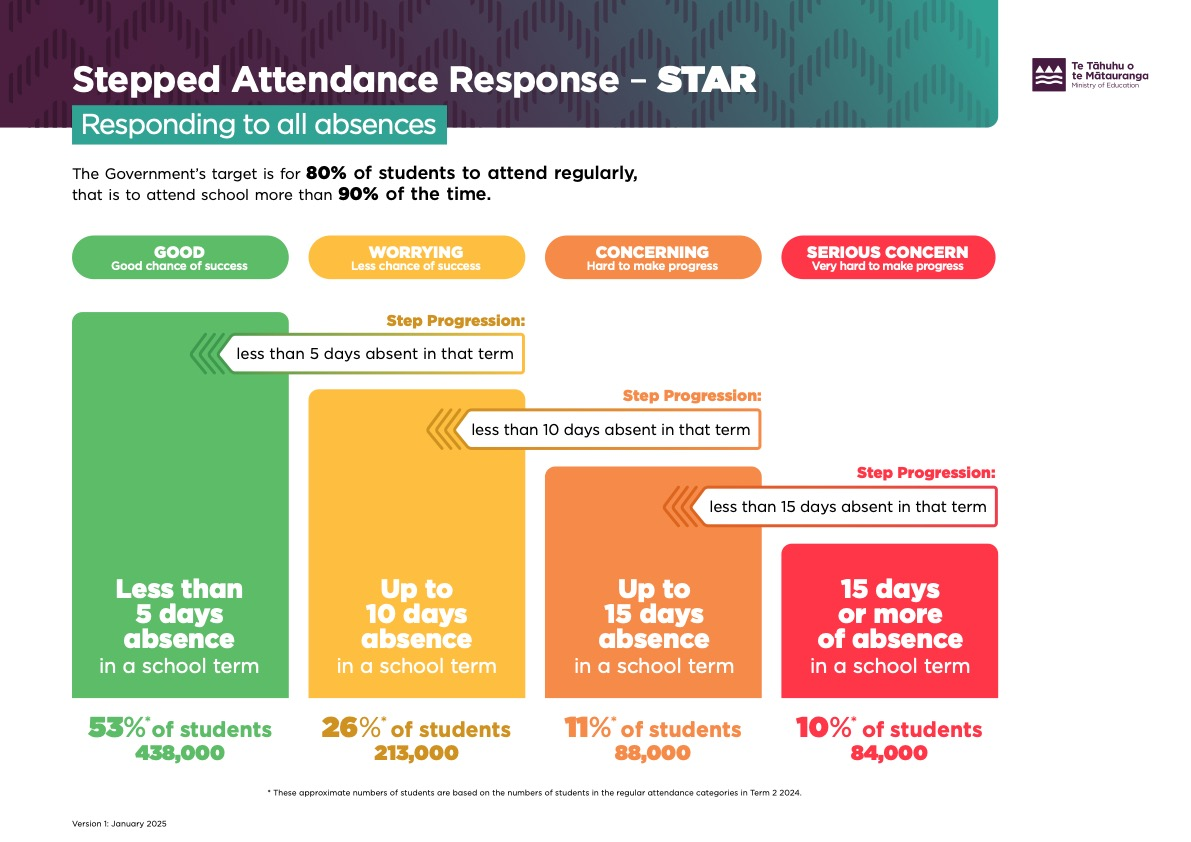 Stepped Attendance Response – STAR
Responding to all absences
Te Tāhuhu o
te Mātauranga
Ministry of Education
The Government's target is for 80% of students to attend regularly,
that is to attend school more than 90% of the time.
GOOD
Good chance of success
WORRYING
Less chance of success
CONCERNING
Hard to make progress
SERIOUS CONCERN
Very hard to make progress
Step Progression:
less than 5 days absent in that term
Step Progression:
less than 10 days absent in that term
Step Progression:
less than 15 days absent in that term
Less than
5 days
absence
in a school term
Up to
10 days
absence
in a school term
Up to
15 days
absence
in a school term
15 days
or more
of absence
in a school term
53%* of students
438,000
26%* of students
213,000
11%* of students
88,000
10%* of students
84,000
* These approximate numbers of students are based on the numbers of students in the regular attendance categories in Term 2 2024.
Version 1: January 2025